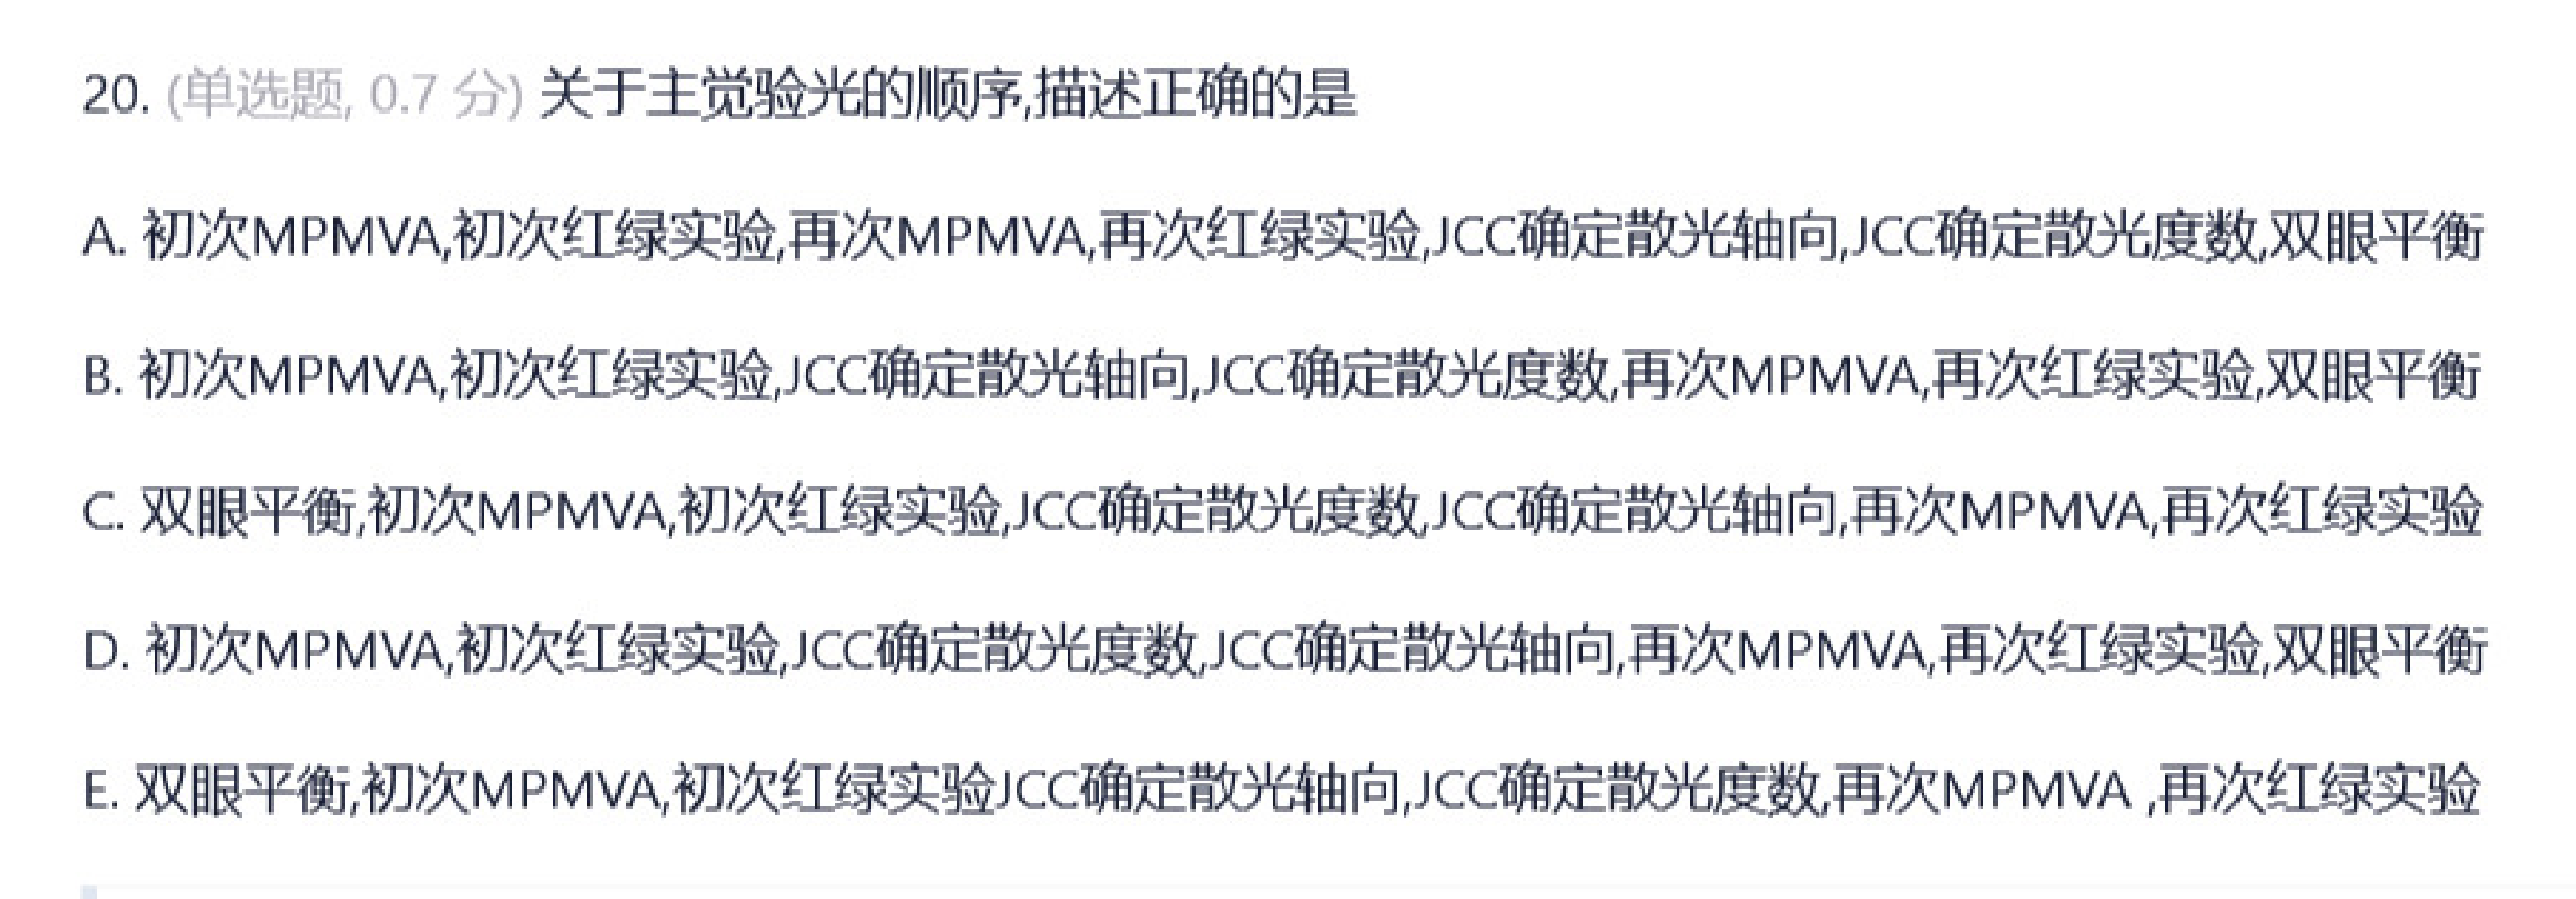 20. (单选题, 0.7 分) 关于主觉验光的顺序,描述正确的是
A. 初次MPMVA,初次红绿实验,再次MPMVA,再次红绿实验,JCC确定散光轴向,JCC确定散光度数,双眼平衡
B. 初次MPMVA,初次红绿实验,JCC确定散光轴向,JCC确定散光度数,再次MPMVA,再次红绿实验,双眼平衡
C. 双眼平衡,初次MPMVA,初次红绿实验,JCC确定散光度数,JCC确定散光轴向,再次MPMVA,再次红绿实验
D. 初次MPMVA,初次红绿实验,JCC确定散光度数,JCC确定散光轴向,再次MPMVA,再次红绿实验,双眼平衡
E. 双眼平衡,初次MPMVA,初次红绿实验JCC确定散光轴向,JCC确定散光度数,再次MPMVA ,再次红绿实验